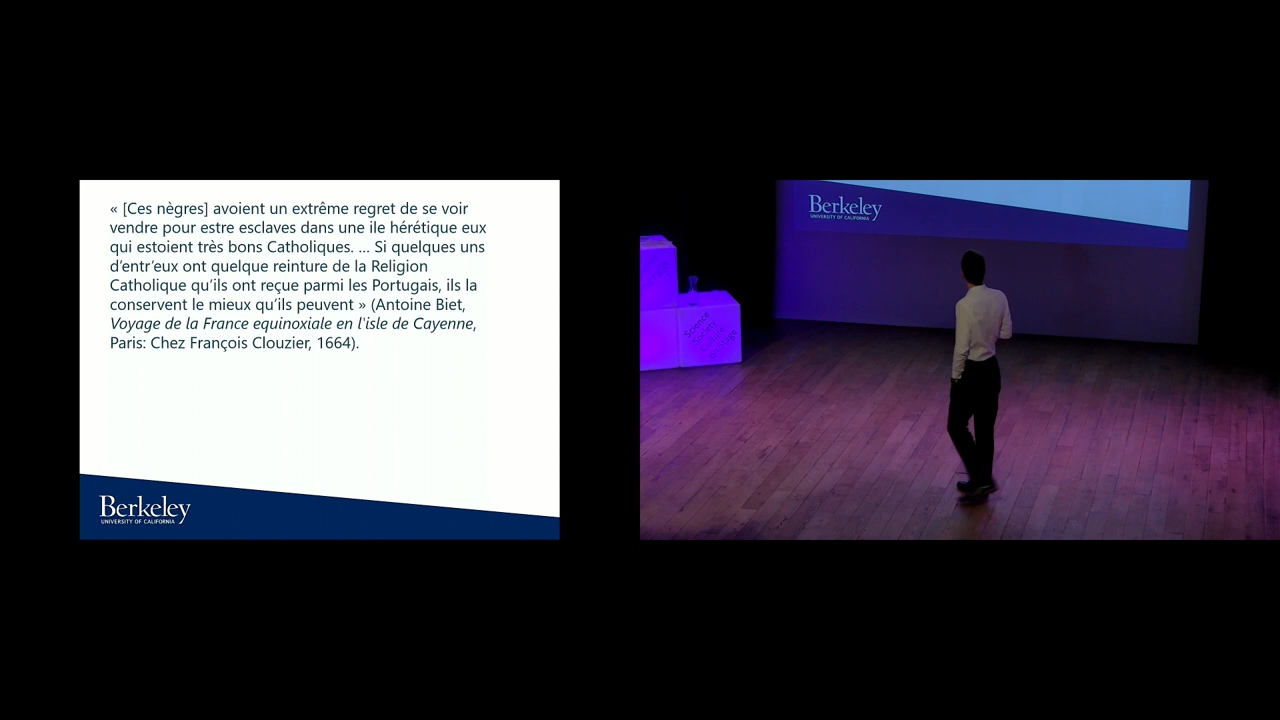 « [Ces nègres] avoient un extrême regret de se voir
vendre pour estre esclaves dans une ile hérétique eux
qui estoient très bons Catholiques. ... Si quelques uns
d'entr'eux ont quelque reinture de la Religion
Catholique qu'ils ont reçue parmi les Portugais, ils la
conservent le mieux qu'ils peuvent » (Antoine Biet,
Voyage de la France equinoxiale en l'isle de Cayenne,
Paris: Chez François Clouzier, 1664).
Berkeley
UNIVERSITY OF CALIFORNIA
Berkeley
UNIVERSITY OF CALIFORNIA
Science
Society